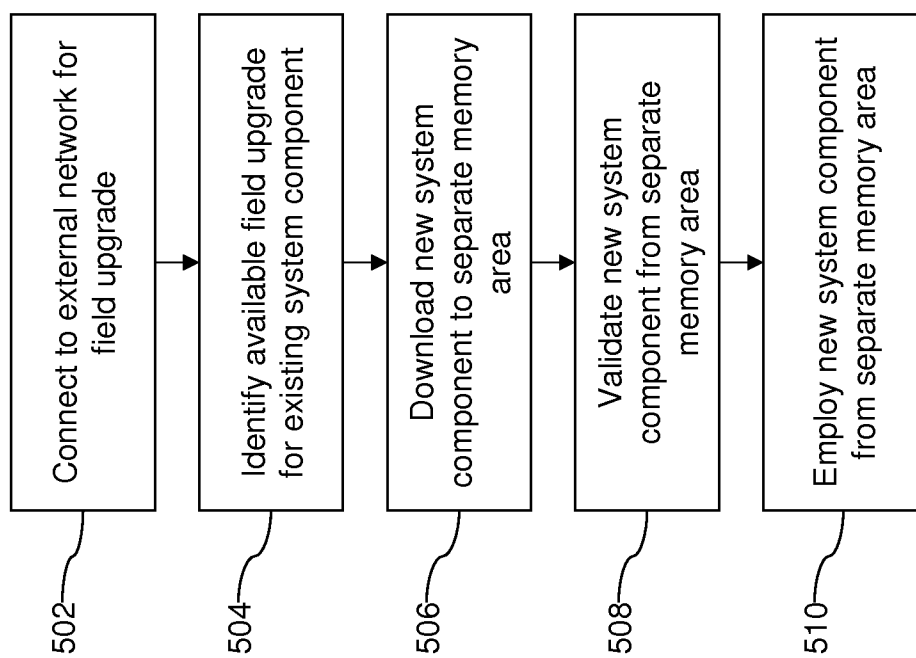 502
Connect to external network for
field upgrade
504
Identify available field upgrade
for existing system component
506
Download new system
component to separate memory
area
508
Validate new system
component from separate
memory area
510
Employ new system component
from separate memory area